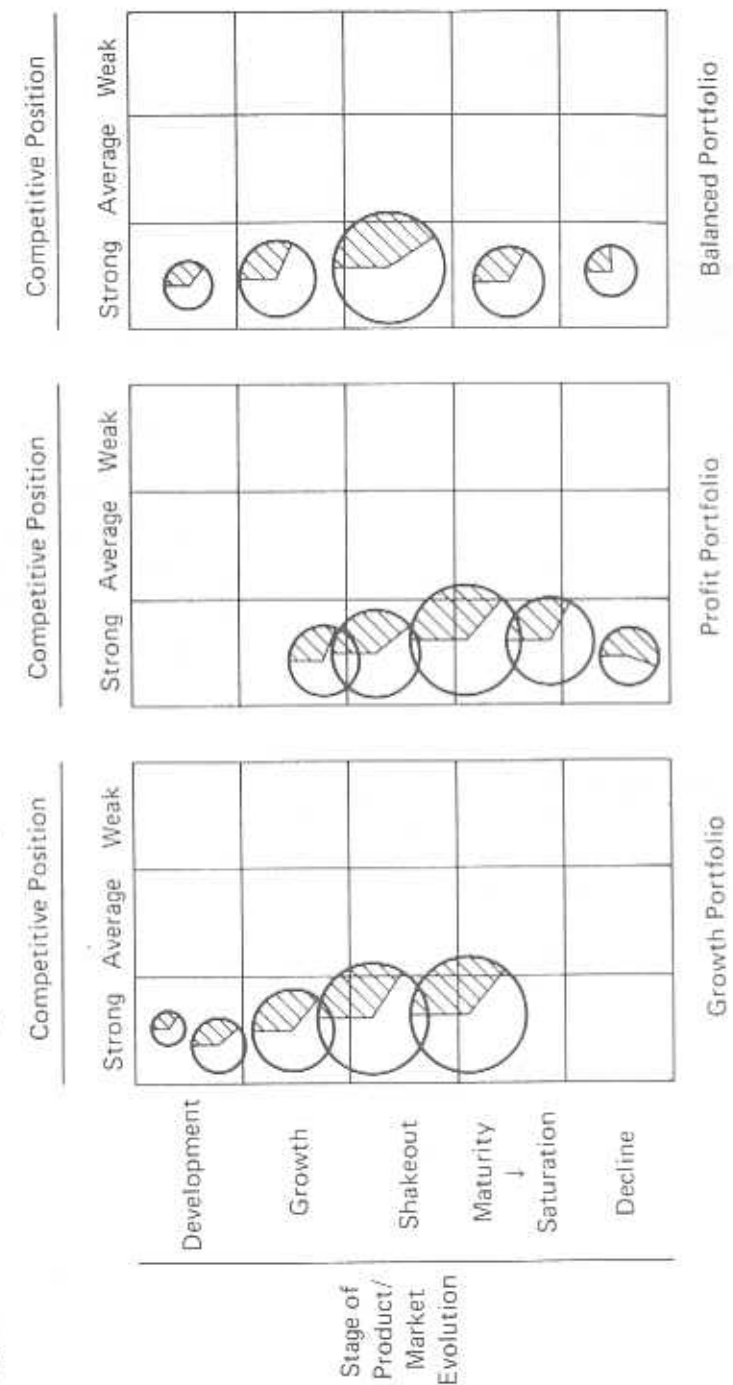 Competitive Position
Strong Average Weak
Competitive Position
Strong Average Weak
Competitive Position
Strong Average Weak
Stage of
Product/
Market
Evolution
Development
Growth
Shakeout
Maturity
↓
Saturation
Decline
Growth Portfolio
Profit Portfolio
Balanced Portfolio